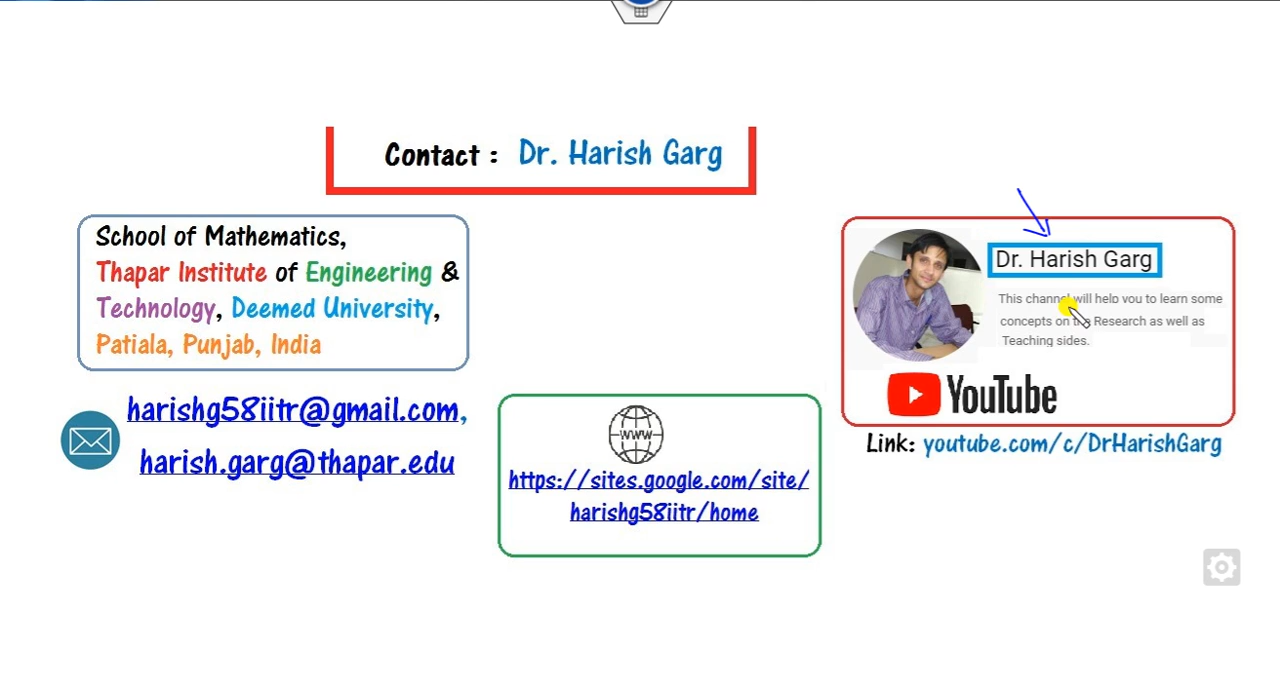 Contact : Dr. Harish Garg
School of Mathematics,
Thapar Institute of Engineering &
Technology, Deemed University,
Patiala, Punjab, India
harishg58iitr@gmail.com,
harish.garg@thapar.edu
WWW
https://sites.google.com/site/
harishg58iitr/home
Dr. Harish Garg
This channel will help you to learn some
concepts on the Research as well as
Teaching sides.
YouTube
Link: youtube.com/c/DrHarishGarg